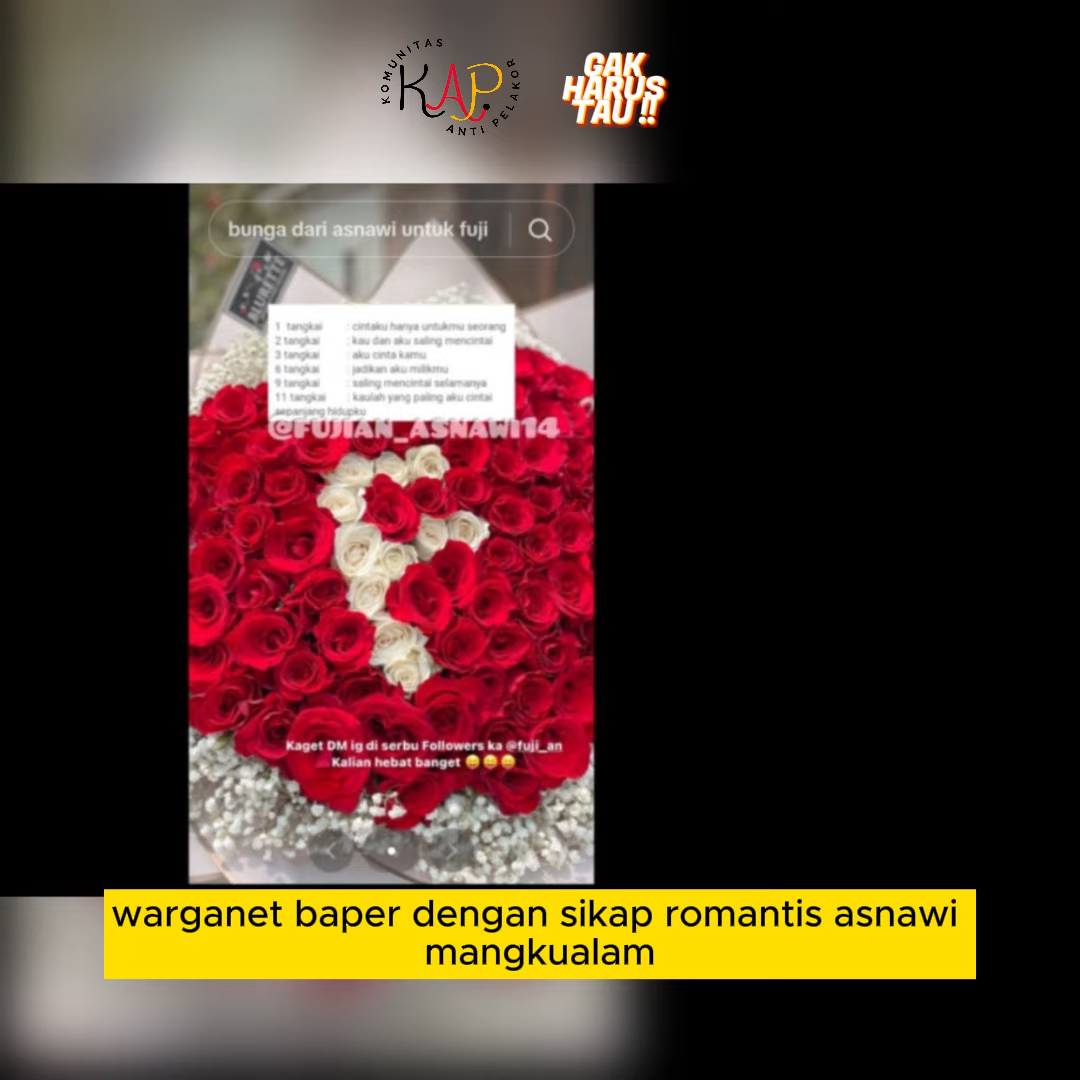 KOMUNITAS
KAP.
ANTI PELAKOR
GAK
HARUS
TAU !!
bunga dari asnawi untuk fuji
1 tangkai : cintaku hanya untukmu seorang
2 tangkai : kau dan aku saling mencintai
3 tangkai : aku cinta kamu
6 tangkai : jadikan aku milikmu
9 tangkai : saling mencintai selamanya
11 tangkai : kaulah yang paling aku cintai
sepanjang hidupku
@FUJIAN_ASNAWI14
Kaget DM ig di serbu Followers ka @fuji_an
Kalian hebat banget 😛😛😛
warganet baper dengan sikap romantis asnawi
mangkualam